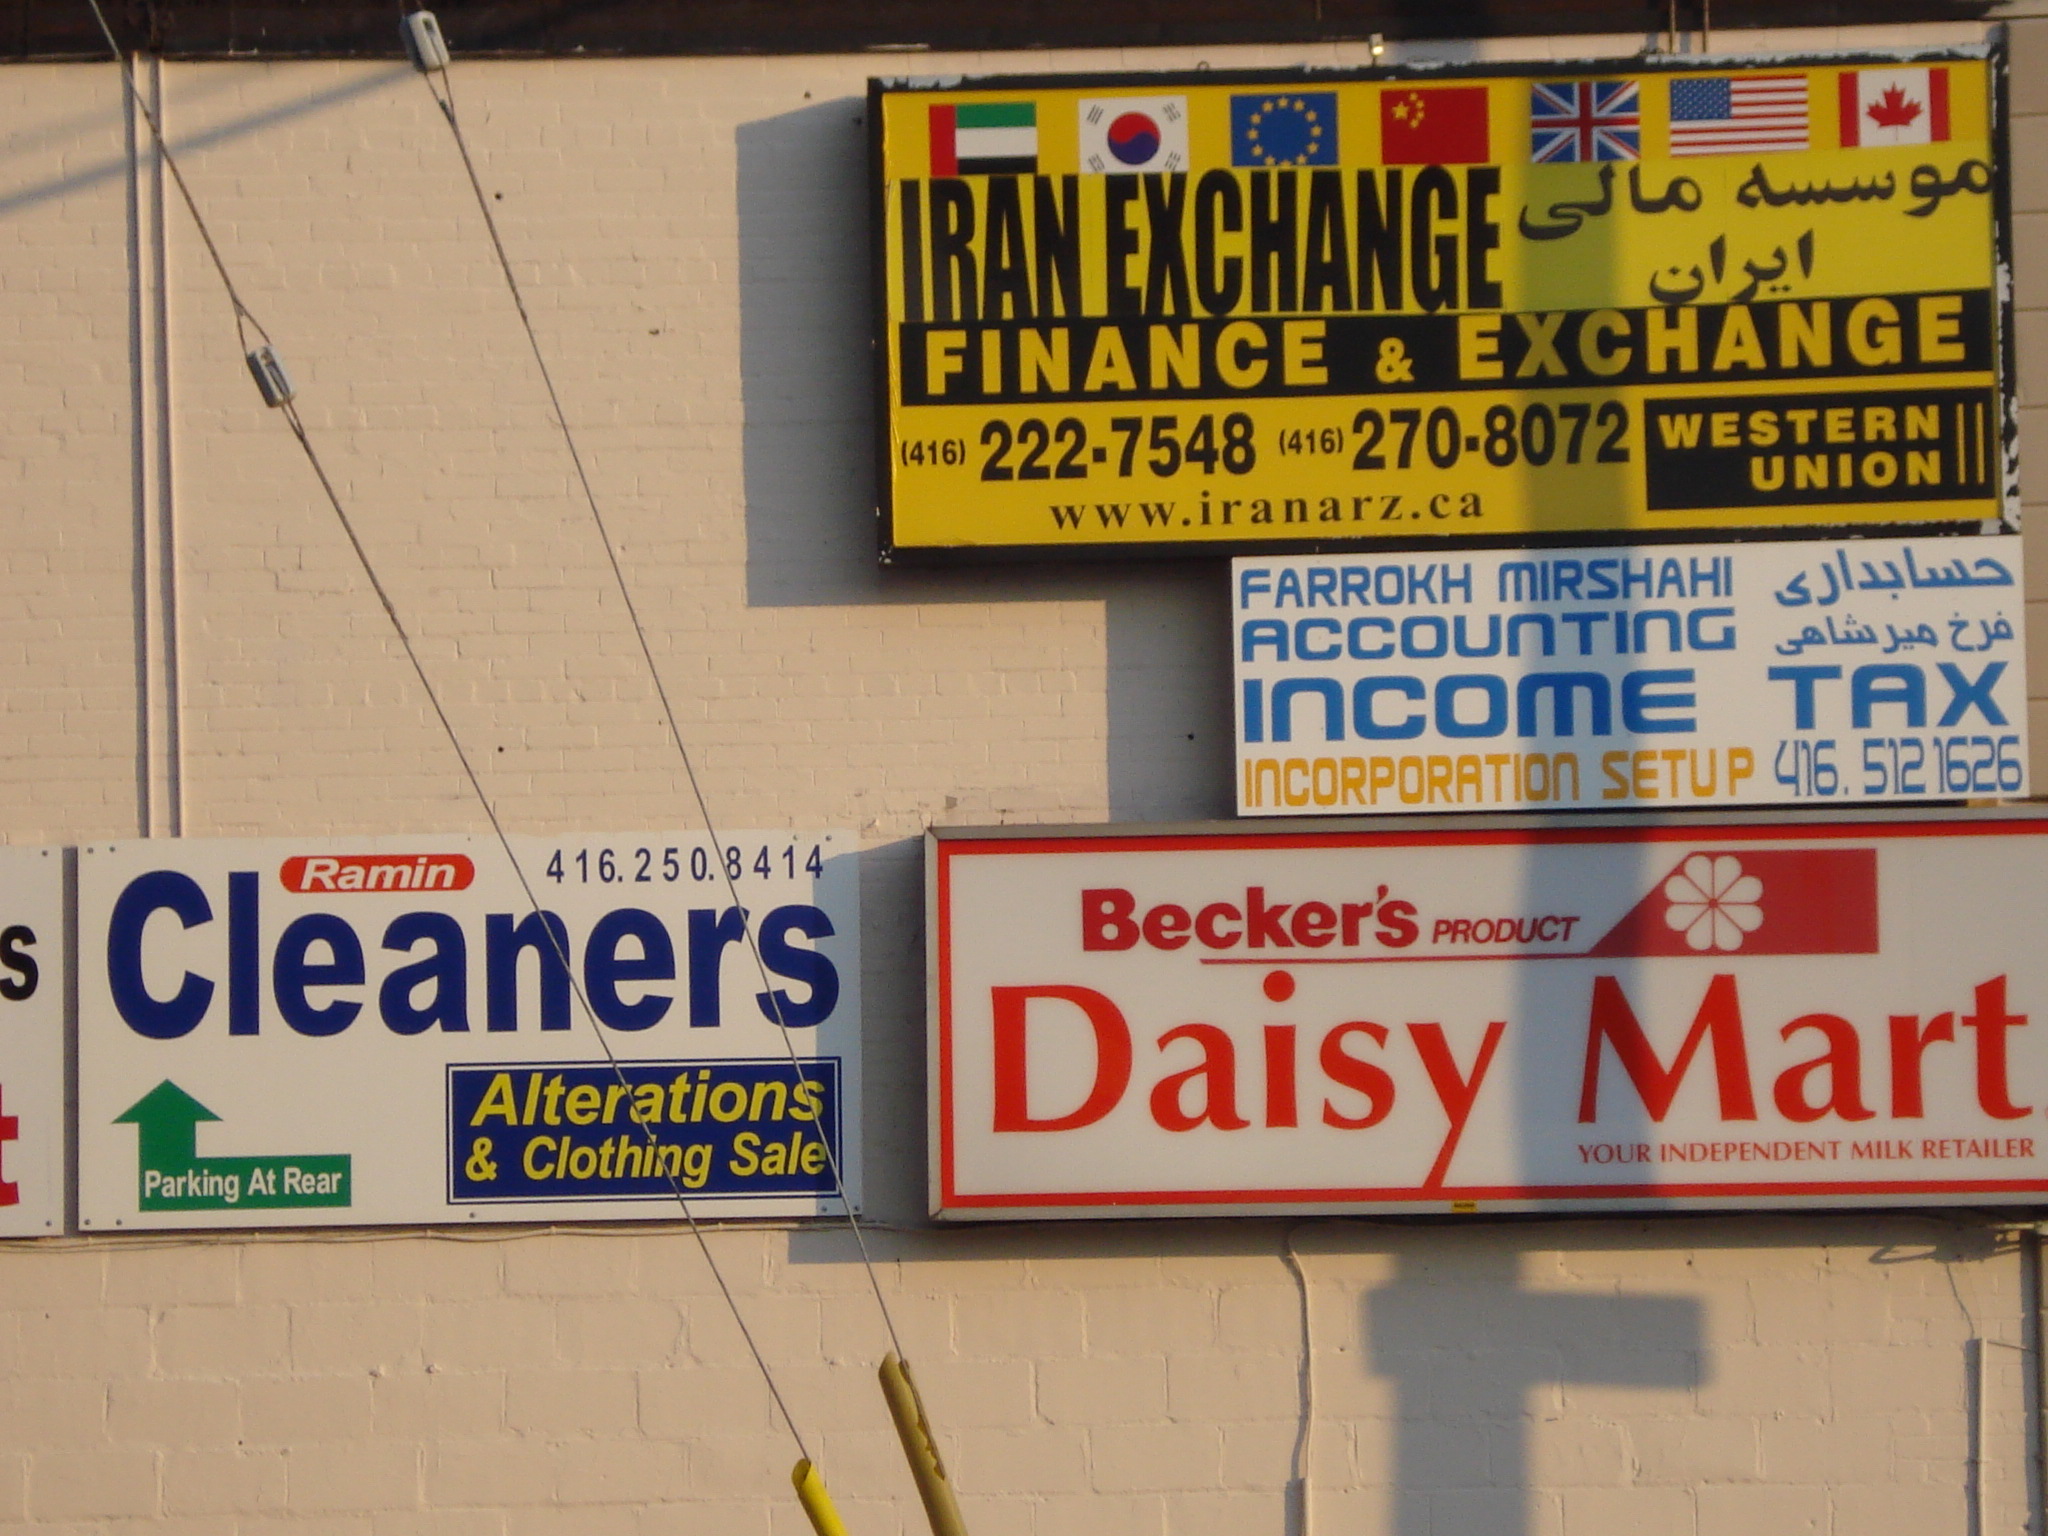 IRAN EXCHANGE
موسسه مالی
ایران
FINANCE & EXCHANGE
(416) 222-7548 (416) 270-8072
WESTERN
UNION
www.iranarz.ca
FARROKH MIRSHAHI
حسابداری
ACCOUNTING
فرخ میرشاهی
INCOME TAX
INCORPORATION SETUP 416. 512 1626
Ramin
416.250.8414
Cleaners
Alterations
& Clothing Sale
Parking At Rear
Becker's PRODUCT
Daisy Mart
YOUR INDEPENDENT MILK RETAILER
s
t